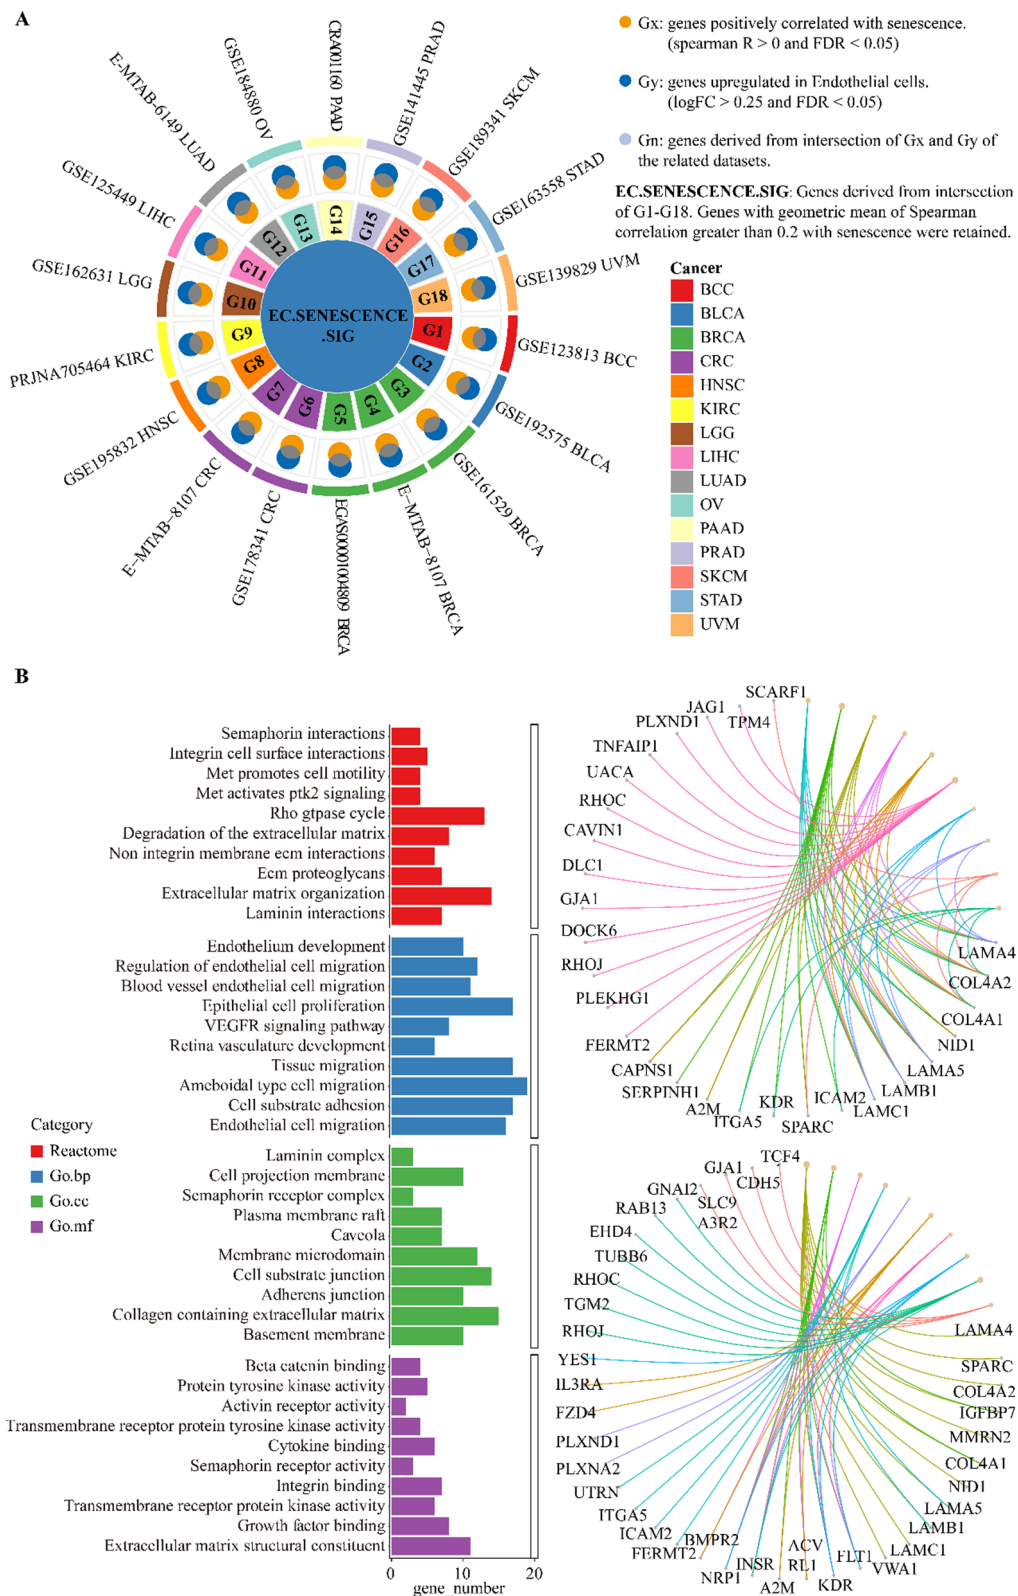 A
Gx: genes positively correlated with senescence.
(spearman R > 0 and FDR < 0.05)
Gy: genes upregulated in Endothelial cells.
(logFC > 0.25 and FDR < 0.05)
Gn: genes derived from intersection of Gx and Gy of
the related datasets.
EC.SENESCENCE.SIG: Genes derived from intersection
of G1-G18. Genes with geometric mean of Spearman
correlation greater than 0.2 with senescence were retained.
CRA001160 PAAD
GSE141445 PRAD
GSE189341 SKCM
GSE163558 STAD
GSE139829 UVM
GSE123813 BCC
GSE192575 BLCA
GSE161529 BRCA
E-MTAB-8107 BRCA
EGAS00001004809 BRCA
GSE178341 CRC
E-MTAB-8107 CRC
GSE195832 HNSC
PRJNA705464 KIRC
GSE162631 LGG
GSE125449 LIHC
E-MTAB-6149 LUAD
GSE184880 OV
G14
G15
G16
G17
G18
G1
G2
G3
G4
G5
G6
G7
G8
G9
G10
G11
G12
G13
EC.SENESCENCE
.SIG
Cancer
BCC
BLCA
BRCA
CRC
HNSC
KIRC
LGG
LIHC
LUAD
OV
PAAD
PRAD
SKCM
STAD
UVM
B
Semaphorin interactions
Integrin cell surface interactions
Met promotes cell motility
Met activates ptk2 signaling
Rho gtpase cycle
Degradation of the extracellular matrix
Non integrin membrane ecm interactions
Ecm proteoglycans
Extracellular matrix organization
Laminin interactions
Endothelium development
Regulation of endothelial cell migration
Blood vessel endothelial cell migration
Epithelial cell proliferation
VEGFR signaling pathway
Retina vasculature development
Tissue migration
Ameboidal type cell migration
Cell substrate adhesion
Endothelial cell migration
Laminin complex
Cell projection membrane
Semaphorin receptor complex
Plasma membrane raft
Caveola
Membrane microdomain
Cell substrate junction
Adherens junction
Collagen containing extracellular matrix
Basement membrane
Beta catenin binding
Protein tyrosine kinase activity
Activin receptor activity
Transmembrane receptor protein tyrosine kinase activity
Cytokine binding
Semaphorin receptor activity
Integrin binding
Transmembrane receptor protein kinase activity
Growth factor binding
Extracellular matrix structural constituent
0 10 20
gene_number
Category
Reactome
Go.bp
Go.cc
Go.mf
SCARF1
JAG1
TPM4
PLXND1
TNFAIP1
UACA
RHOC
CAVIN1
DLC1
GJA1
DOCK6
RHOJ
PLEKHG1
FERMT2
CAPNS1
SERPINH1
A2M
ITGA5
KDR
SPARC
ICAM2
LAMC1
LAMB1
LAMA5
NID1
COL4A1
COL4A2
LAMA4
TCF4
GJA1
CDH5
GNAI2
SLC9
A3R2
RAB13
EHD4
TUBB6
RHOC
TGM2
RHOJ
YES1
IL3RA
FZD4
PLXND1
PLXNA2
UTRN
ITGA5
ICAM2
FERMT2
BMPR2
NRP1
INSR
A2M
ACV
RL1
KDR
FLT1
VWA1
LAMC1
LAMB1
LAMA5
NID1
COL4A1
MMRN2
IGFBP7
COL4A2
SPARC
LAMA4